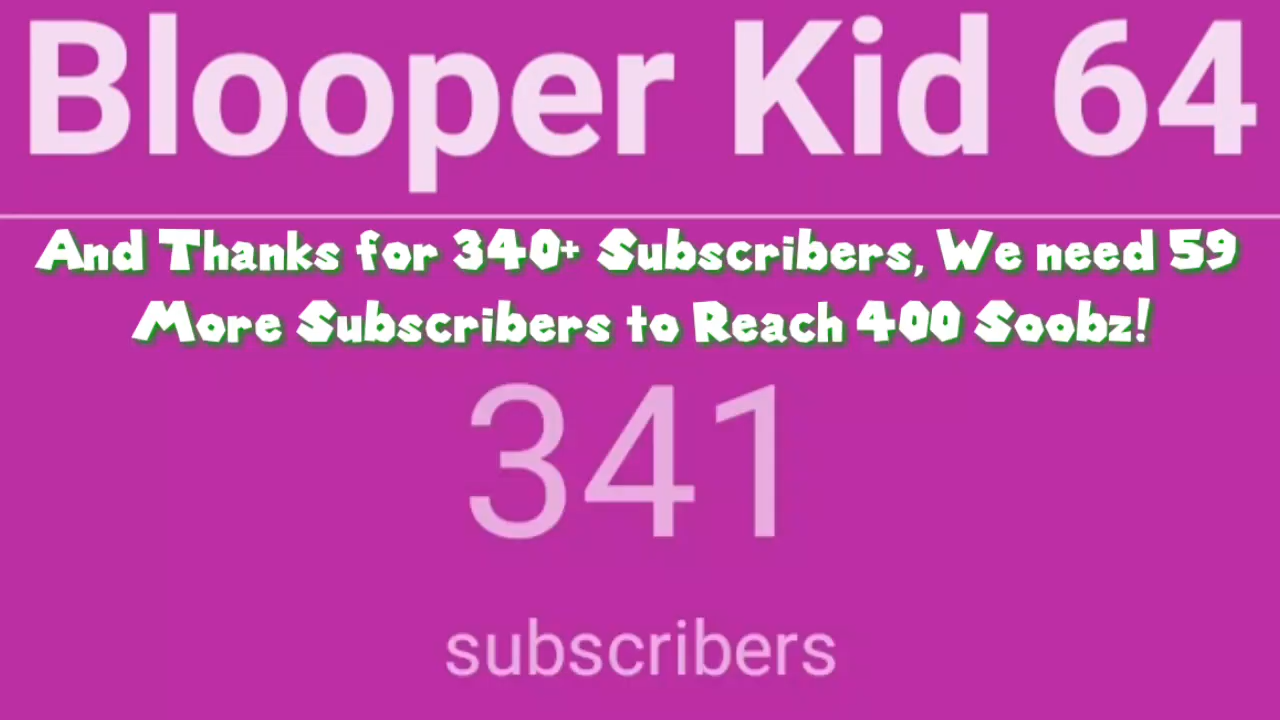 Blooper Kid 64
And Thanks for 340+ Subscribers, We need 59
More Subscribers to Reach 400 Soobz!
341
subscribers